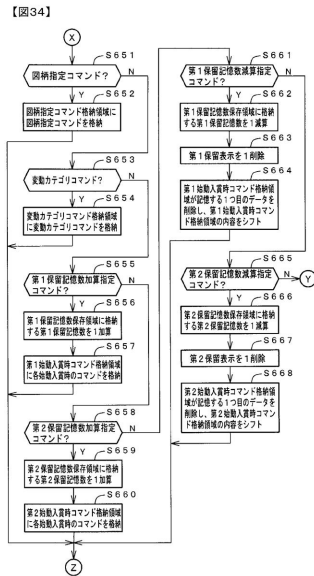 【図34】
X
S651
図柄指定コマンド？
N
Y
S652
図柄指定コマンド格納領域に
図柄指定コマンドを格納
S653
変動カテゴリコマンド？
N
Y
S654
変動カテゴリコマンド格納領域
に変動カテゴリコマンドを格納
S655
第1保留記憶数加算指定
コマンド？
N
Y
S656
第1保留記憶数保存領域に格納
する第1保留記憶数を1加算
S657
第1始動入賞時コマンド格納領域
に各始動入賞時のコマンドを格納
S658
第2保留記憶数加算指定
コマンド？
N
Y
S659
第2保留記憶数保存領域に格納
する第2保留記憶数を1加算
S660
第2始動入賞時コマンド格納領域
に各始動入賞時のコマンドを格納
Z
S661
第1保留記憶数減算指定
コマンド？
N
Y
S662
第1保留記憶数保存領域に格納
する第1保留記憶数を1減算
S663
第1保留表示を1削除
S664
第1始動入賞時コマンド格納領
域が記憶する1つ目のデータを
削除し、第1始動入賞時コマンド
格納領域の内容をシフト
S665
第2保留記憶数減算指定
コマンド？
N
Y
Y
S666
第2保留記憶数保存領域に格納
する第2保留記憶数を1減算
S667
第2保留表示を1削除
S668
第2始動入賞時コマンド格納領
域が記憶する1つ目のデータを
削除し、第2始動入賞時コマン
ド格納領域の内容をシフト